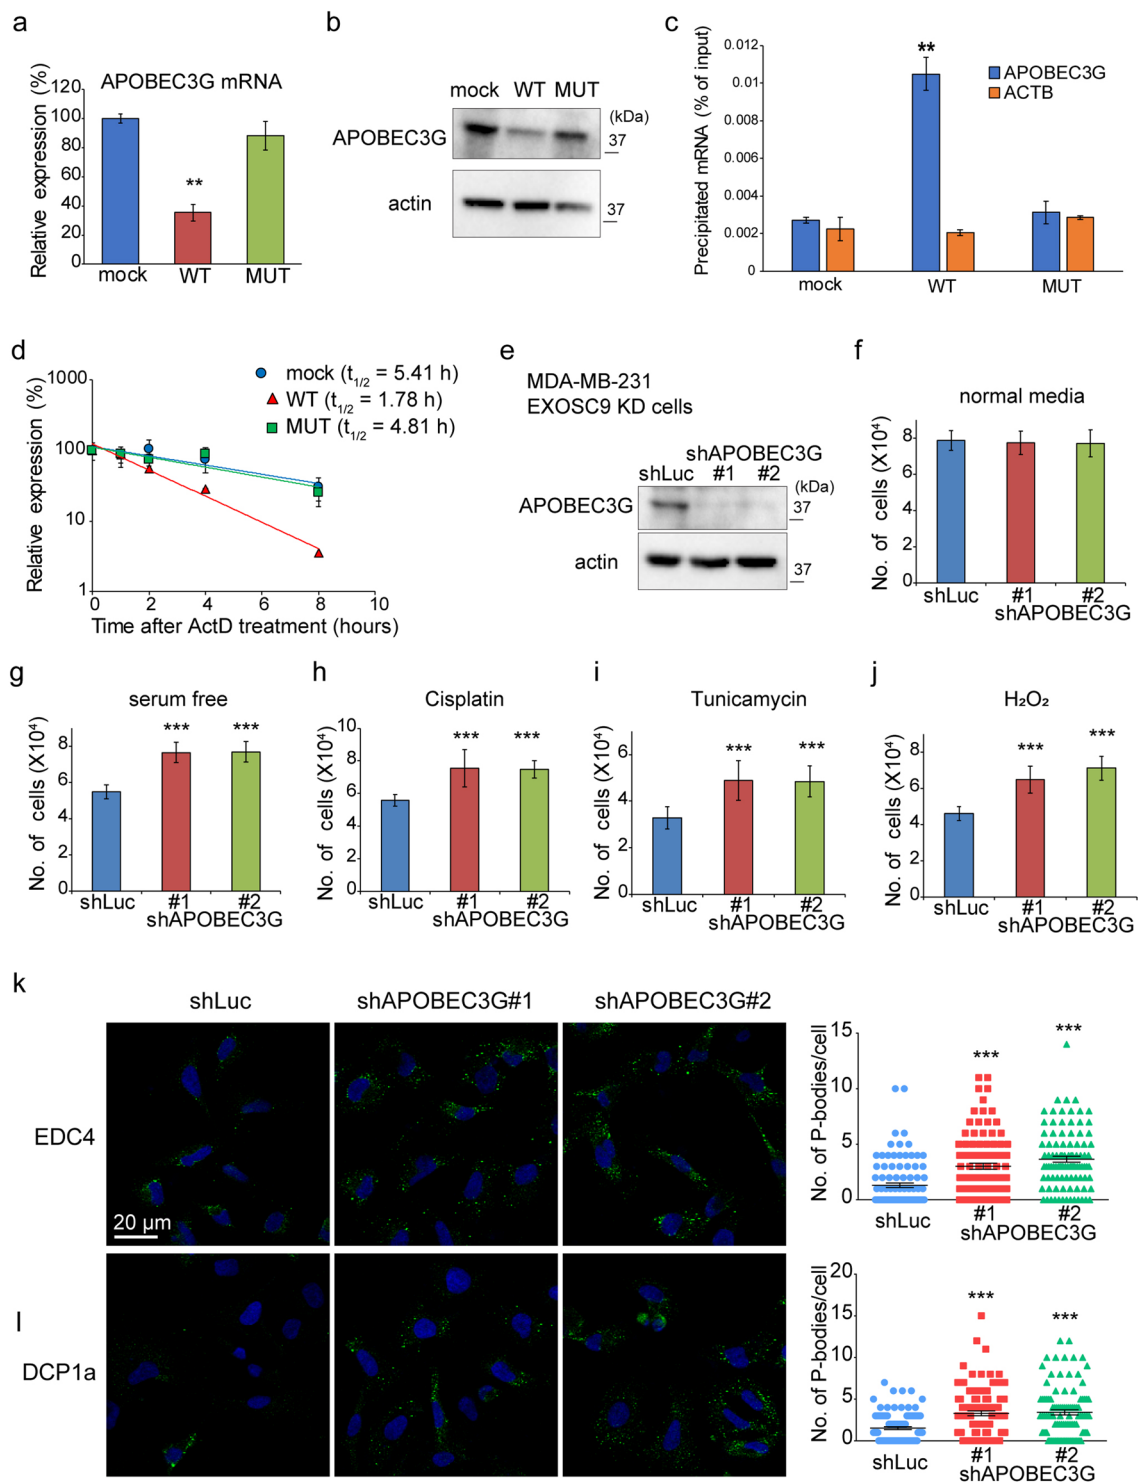 a
APOBEC3G mRNA
Relative expression (%)
120
100
80
60
40
20
0
**
mock WT MUT
b
mock WT MUT
(kDa)
APOBEC3G
37
actin
37
c
Precipitated mRNA (% of input)
0.012
0.01
0.008
0.006
0.004
0.002
0
**
APOBEC3G
ACTB
mock WT MUT
d
Relative expression (%)
1000
100
10
1
mock (t1/2 = 5.41 h)
WT (t1/2 = 1.78 h)
MUT (t1/2 = 4.81 h)
0 2 4 6 8 10
Time after ActD treatment (hours)
e
MDA-MB-231
EXOSC9 KD cells
shAPOBEC3G
shLuc #1 #2
(kDa)
APOBEC3G
37
actin
37
f
normal media
No. of cells (X10⁴)
8
6
4
2
0
shLuc #1 #2
shAPOBEC3G
g
serum free
No. of cells (X10⁴)
8
6
4
2
0
*** ***
shLuc #1 #2
shAPOBEC3G
h
Cisplatin
No. of cells (X10⁴)
10
8
6
4
2
0
*** ***
shLuc #1 #2
shAPOBEC3G
i
Tunicamycin
No. of cells (X10⁴)
6
4
2
0
*** ***
shLuc #1 #2
shAPOBEC3G
j
H₂O₂
No. of cells (X10⁴)
8
6
4
2
0
*** ***
shLuc #1 #2
shAPOBEC3G
k
shLuc shAPOBEC3G#1 shAPOBEC3G#2
EDC4
20 µm
No. of P-bodies/cell
15
10
5
0
*** ***
shLuc #1 #2
shAPOBEC3G
l
DCP1a
No. of P-bodies/cell
20
15
10
5
0
*** ***
shLuc #1 #2
shAPOBEC3G